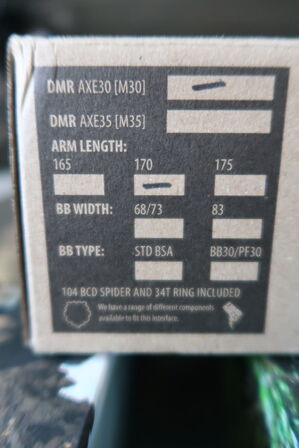 DMR AXE30 [M30]
DMR AXE35 [M35]
ARM LENGTH:
165 170 175
BB WIDTH: 68/73 83
BB TYPE: STD BSA BB30/PF30
104 BCD SPIDER AND 34T RING INCLUDED
We have a range of different components
available to fit this interface.